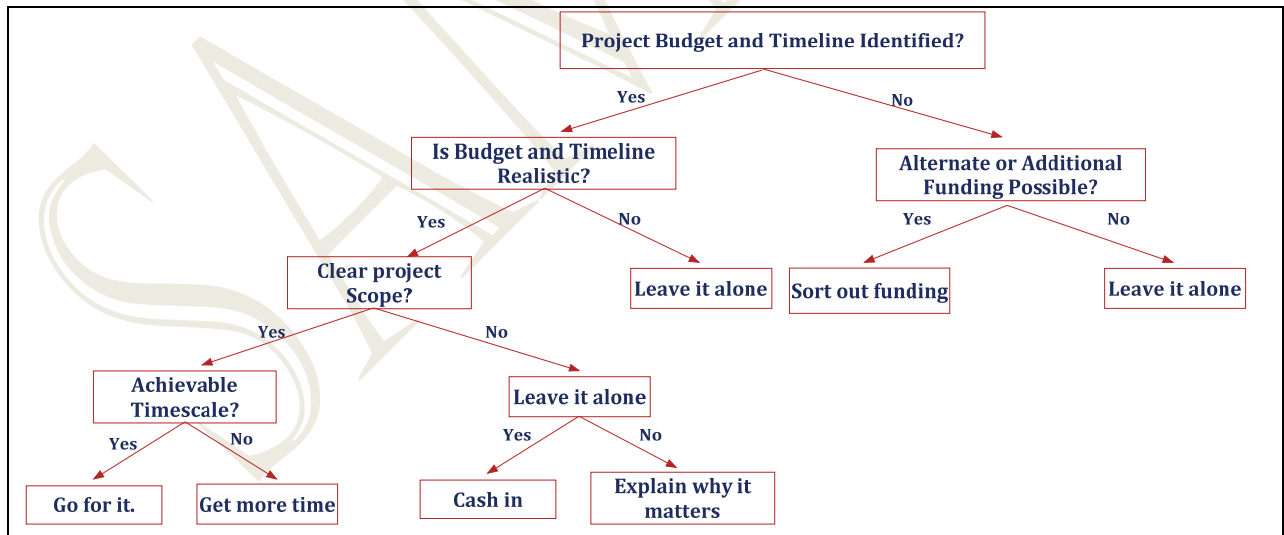 Project Budget and Timeline Identified?
Yes
No
Is Budget and Timeline
Realistic?
Alternate or Additional
Funding Possible?
Yes
No
Yes
No
Clear project
Scope?
Leave it alone
Sort out funding
Leave it alone
Yes
No
Achievable
Timescale?
Leave it alone
Yes
No
Yes
No
Go for it.
Get more time
Cash in
Explain why it
matters